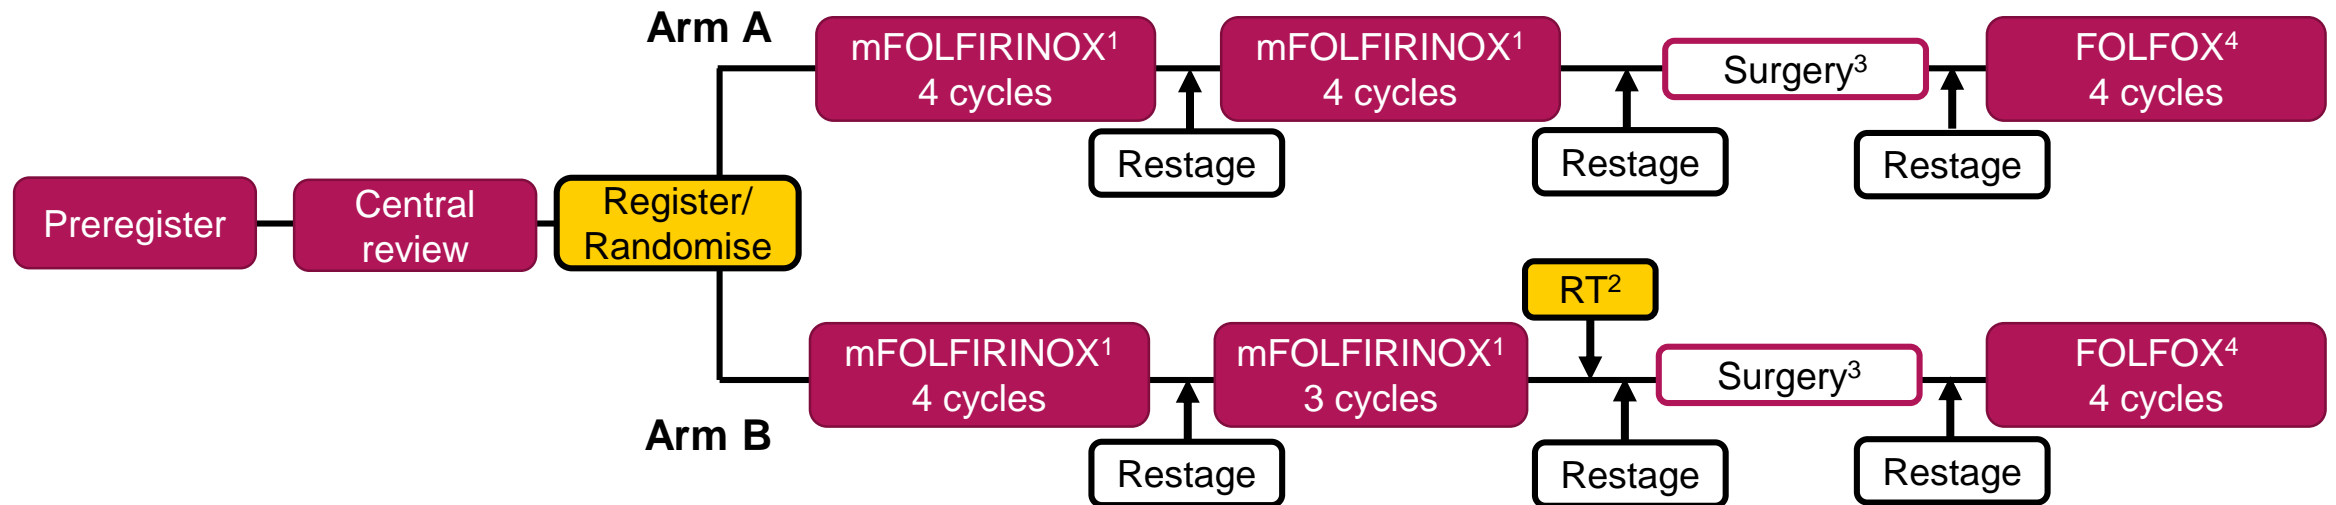 Arm A
mFOLFIRINOX¹
4 cycles
mFOLFIRINOX¹
4 cycles
Surgery³
FOLFOX⁴
4 cycles
Restage
Restage
Restage
Preregister
Central
review
Register/
Randomise
RT²
mFOLFIRINOX¹
4 cycles
mFOLFIRINOX¹
3 cycles
Surgery³
FOLFOX⁴
4 cycles
Arm B
Restage
Restage
Restage